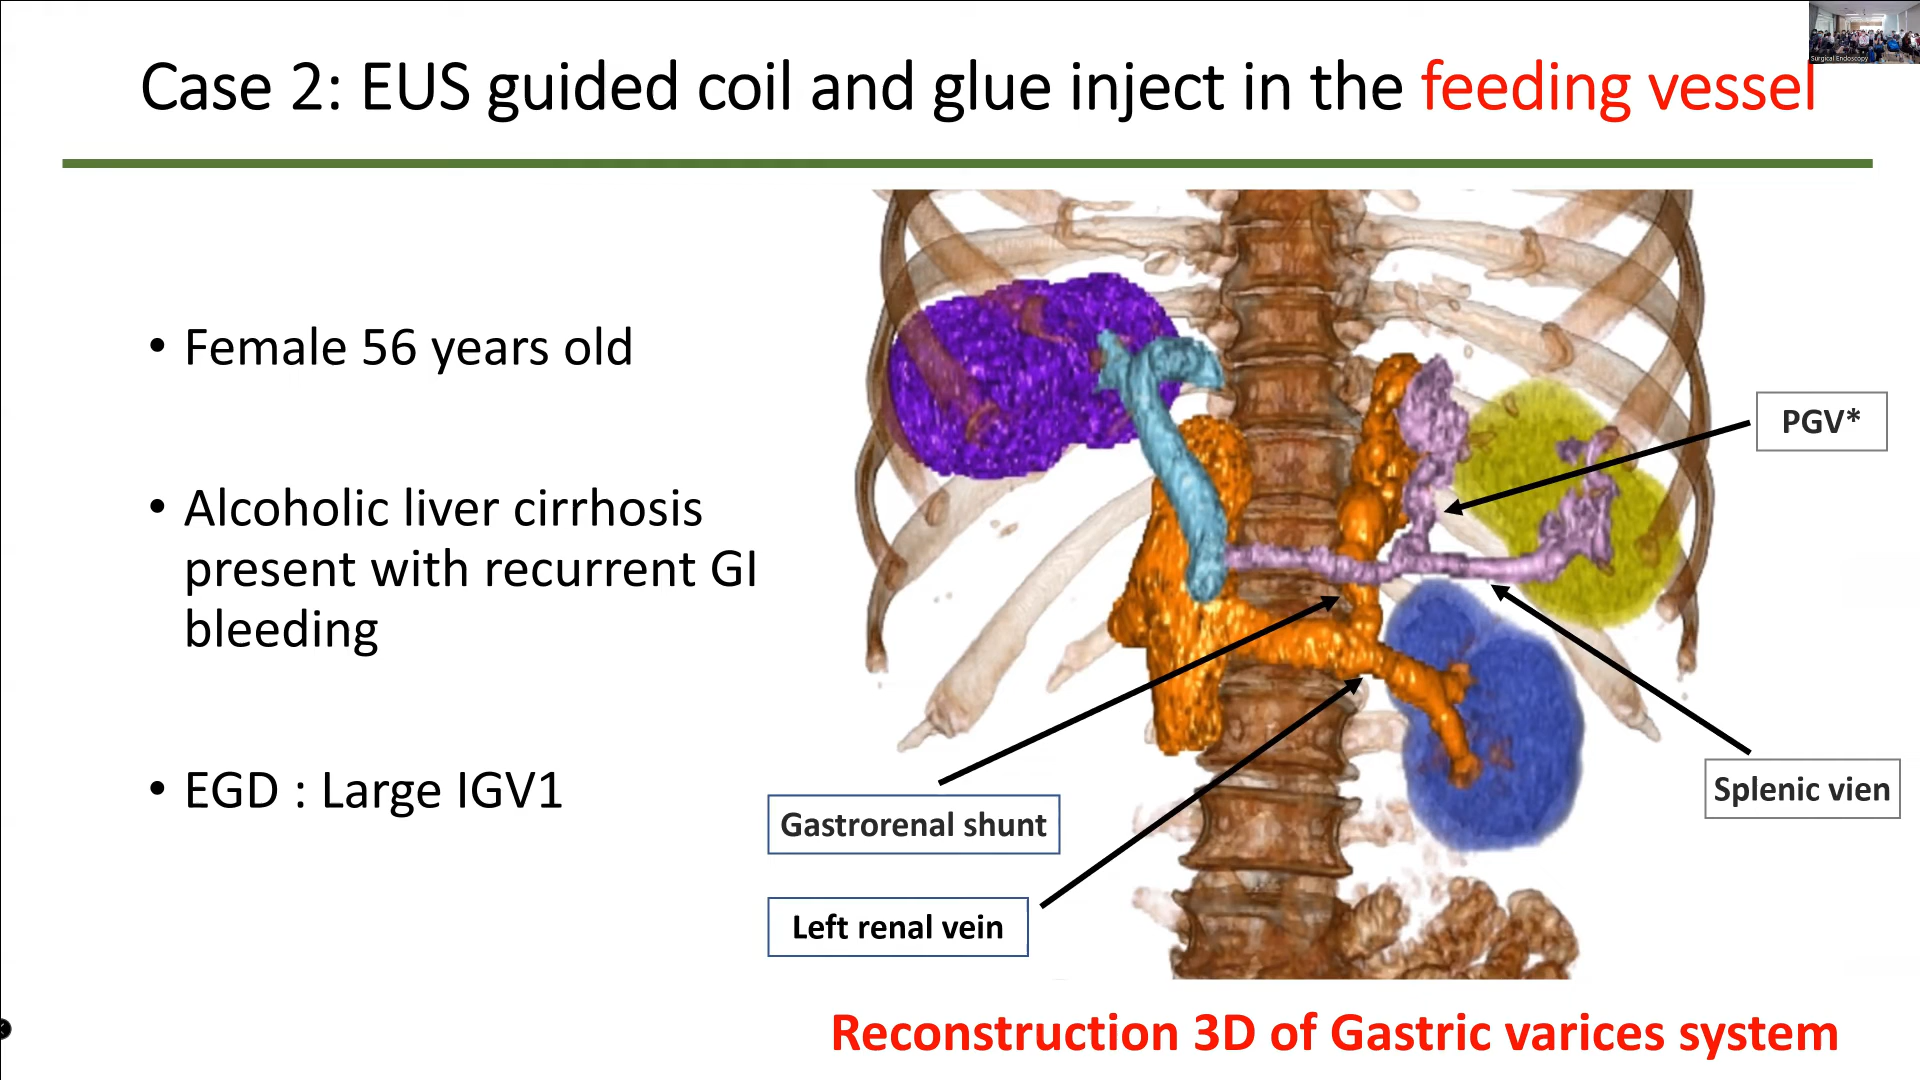 Surgical Endoscopy
Case 2: EUS guided coil and glue inject in the feeding vessel
• Female 56 years old
• Alcoholic liver cirrhosis
present with recurrent GI
bleeding
• EGD : Large IGV1
PGV*
Splenic vien
Gastrorenal shunt
Left renal vein
Reconstruction 3D of Gastric varices system